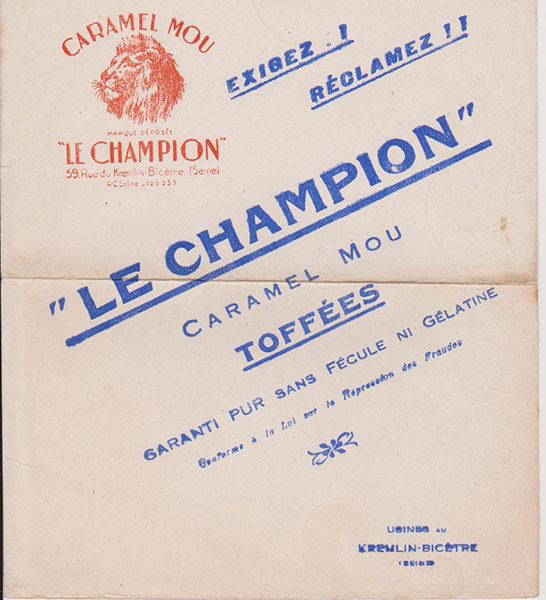 CARAMEL MOU
MARQUE DÉPOSÉE
"LE CHAMPION"
59, Rue du Kremlin-Bicêtre (Seine)
R.C. Seine
EXIGEZ . !
RÉCLAMEZ !!
"LE CHAMPION"
CARAMEL MOU
TOFFÉES
GARANTI PUR SANS FÉCULE NI GÉLATINE
Conforme à la Loi sur la Répression des Fraudes
USINES AU
KREMLIN-BICÊTRE
(SEINE)